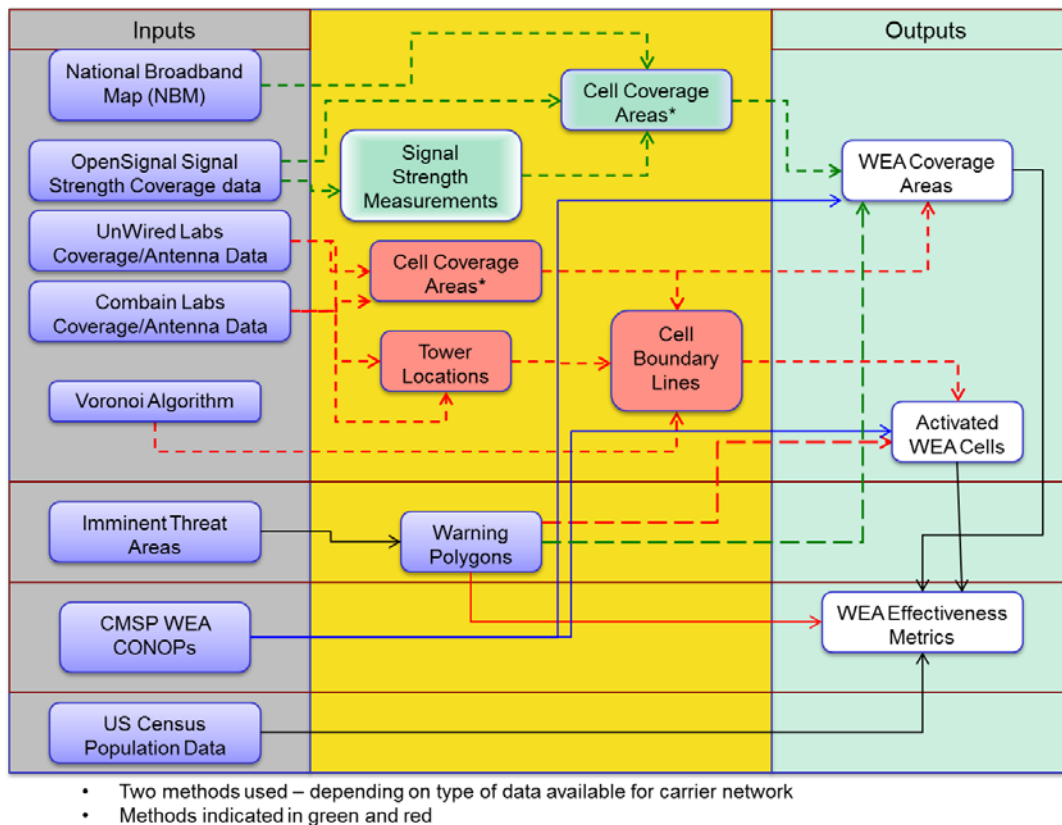 Inputs
Outputs
National Broadband
Map (NBM)
Cell Coverage
Areas*
OpenSignal Signal
Strength Coverage data
Signal
Strength
Measurements
WEA Coverage
Areas
UnWired Labs
Coverage/Antenna Data
Cell Coverage
Areas*
Combain Labs
Coverage/Antenna Data
Tower
Locations
Cell
Boundary
Lines
Voronoi Algorithm
Activated
WEA Cells
Imminent Threat
Areas
Warning
Polygons
CMSP WEA
CONOPs
WEA Effectiveness
Metrics
US Census
Population Data
• Two methods used – depending on type of data available for carrier network
• Methods indicated in green and red